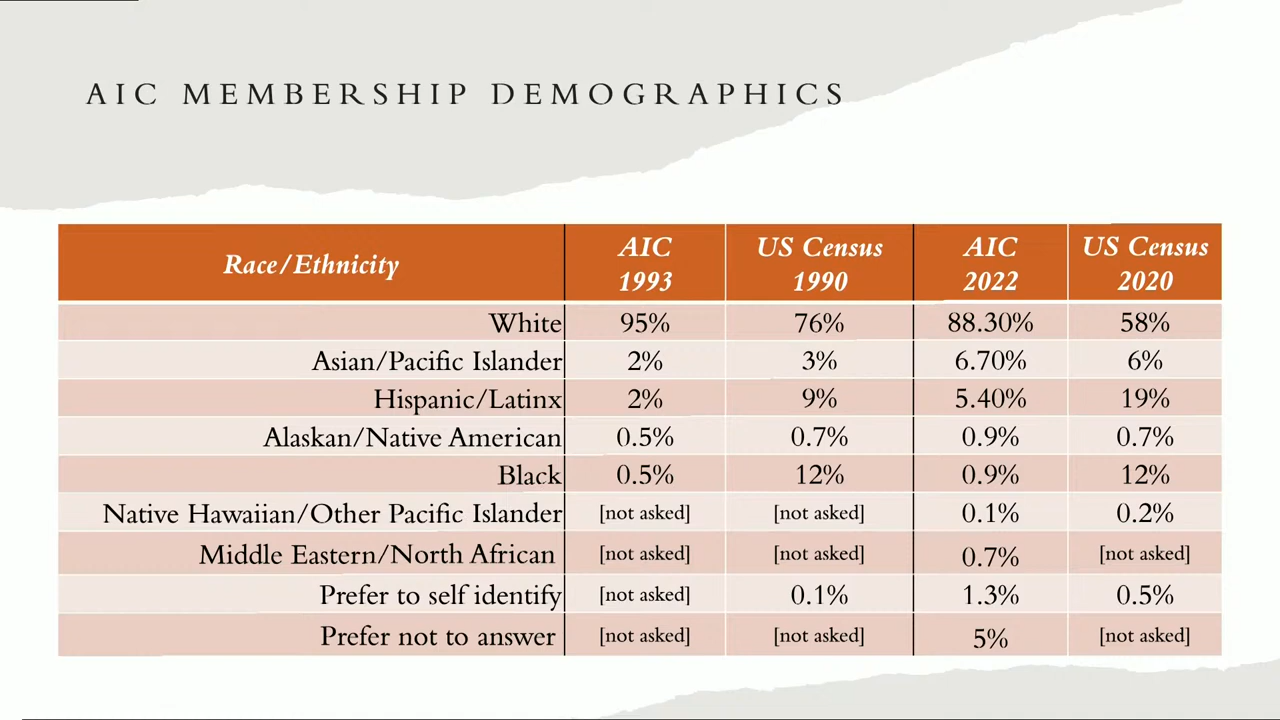 AIC MEMBERSHIP DEMOGRAPHICS
Race/Ethnicity AIC 1993 US Census 1990 AIC 2022 US Census 2020
White 95% 76% 88.30% 58%
Asian/Pacific Islander 2% 3% 6.70% 6%
Hispanic/Latinx 2% 9% 5.40% 19%
Alaskan/Native American 0.5% 0.7% 0.9% 0.7%
Black 0.5% 12% 0.9% 12%
Native Hawaiian/Other Pacific Islander [not asked] [not asked] 0.1% 0.2%
Middle Eastern/North African [not asked] [not asked] 0.7% [not asked]
Prefer to self identify [not asked] 0.1% 1.3% 0.5%
Prefer not to answer [not asked] [not asked] 5% [not asked]